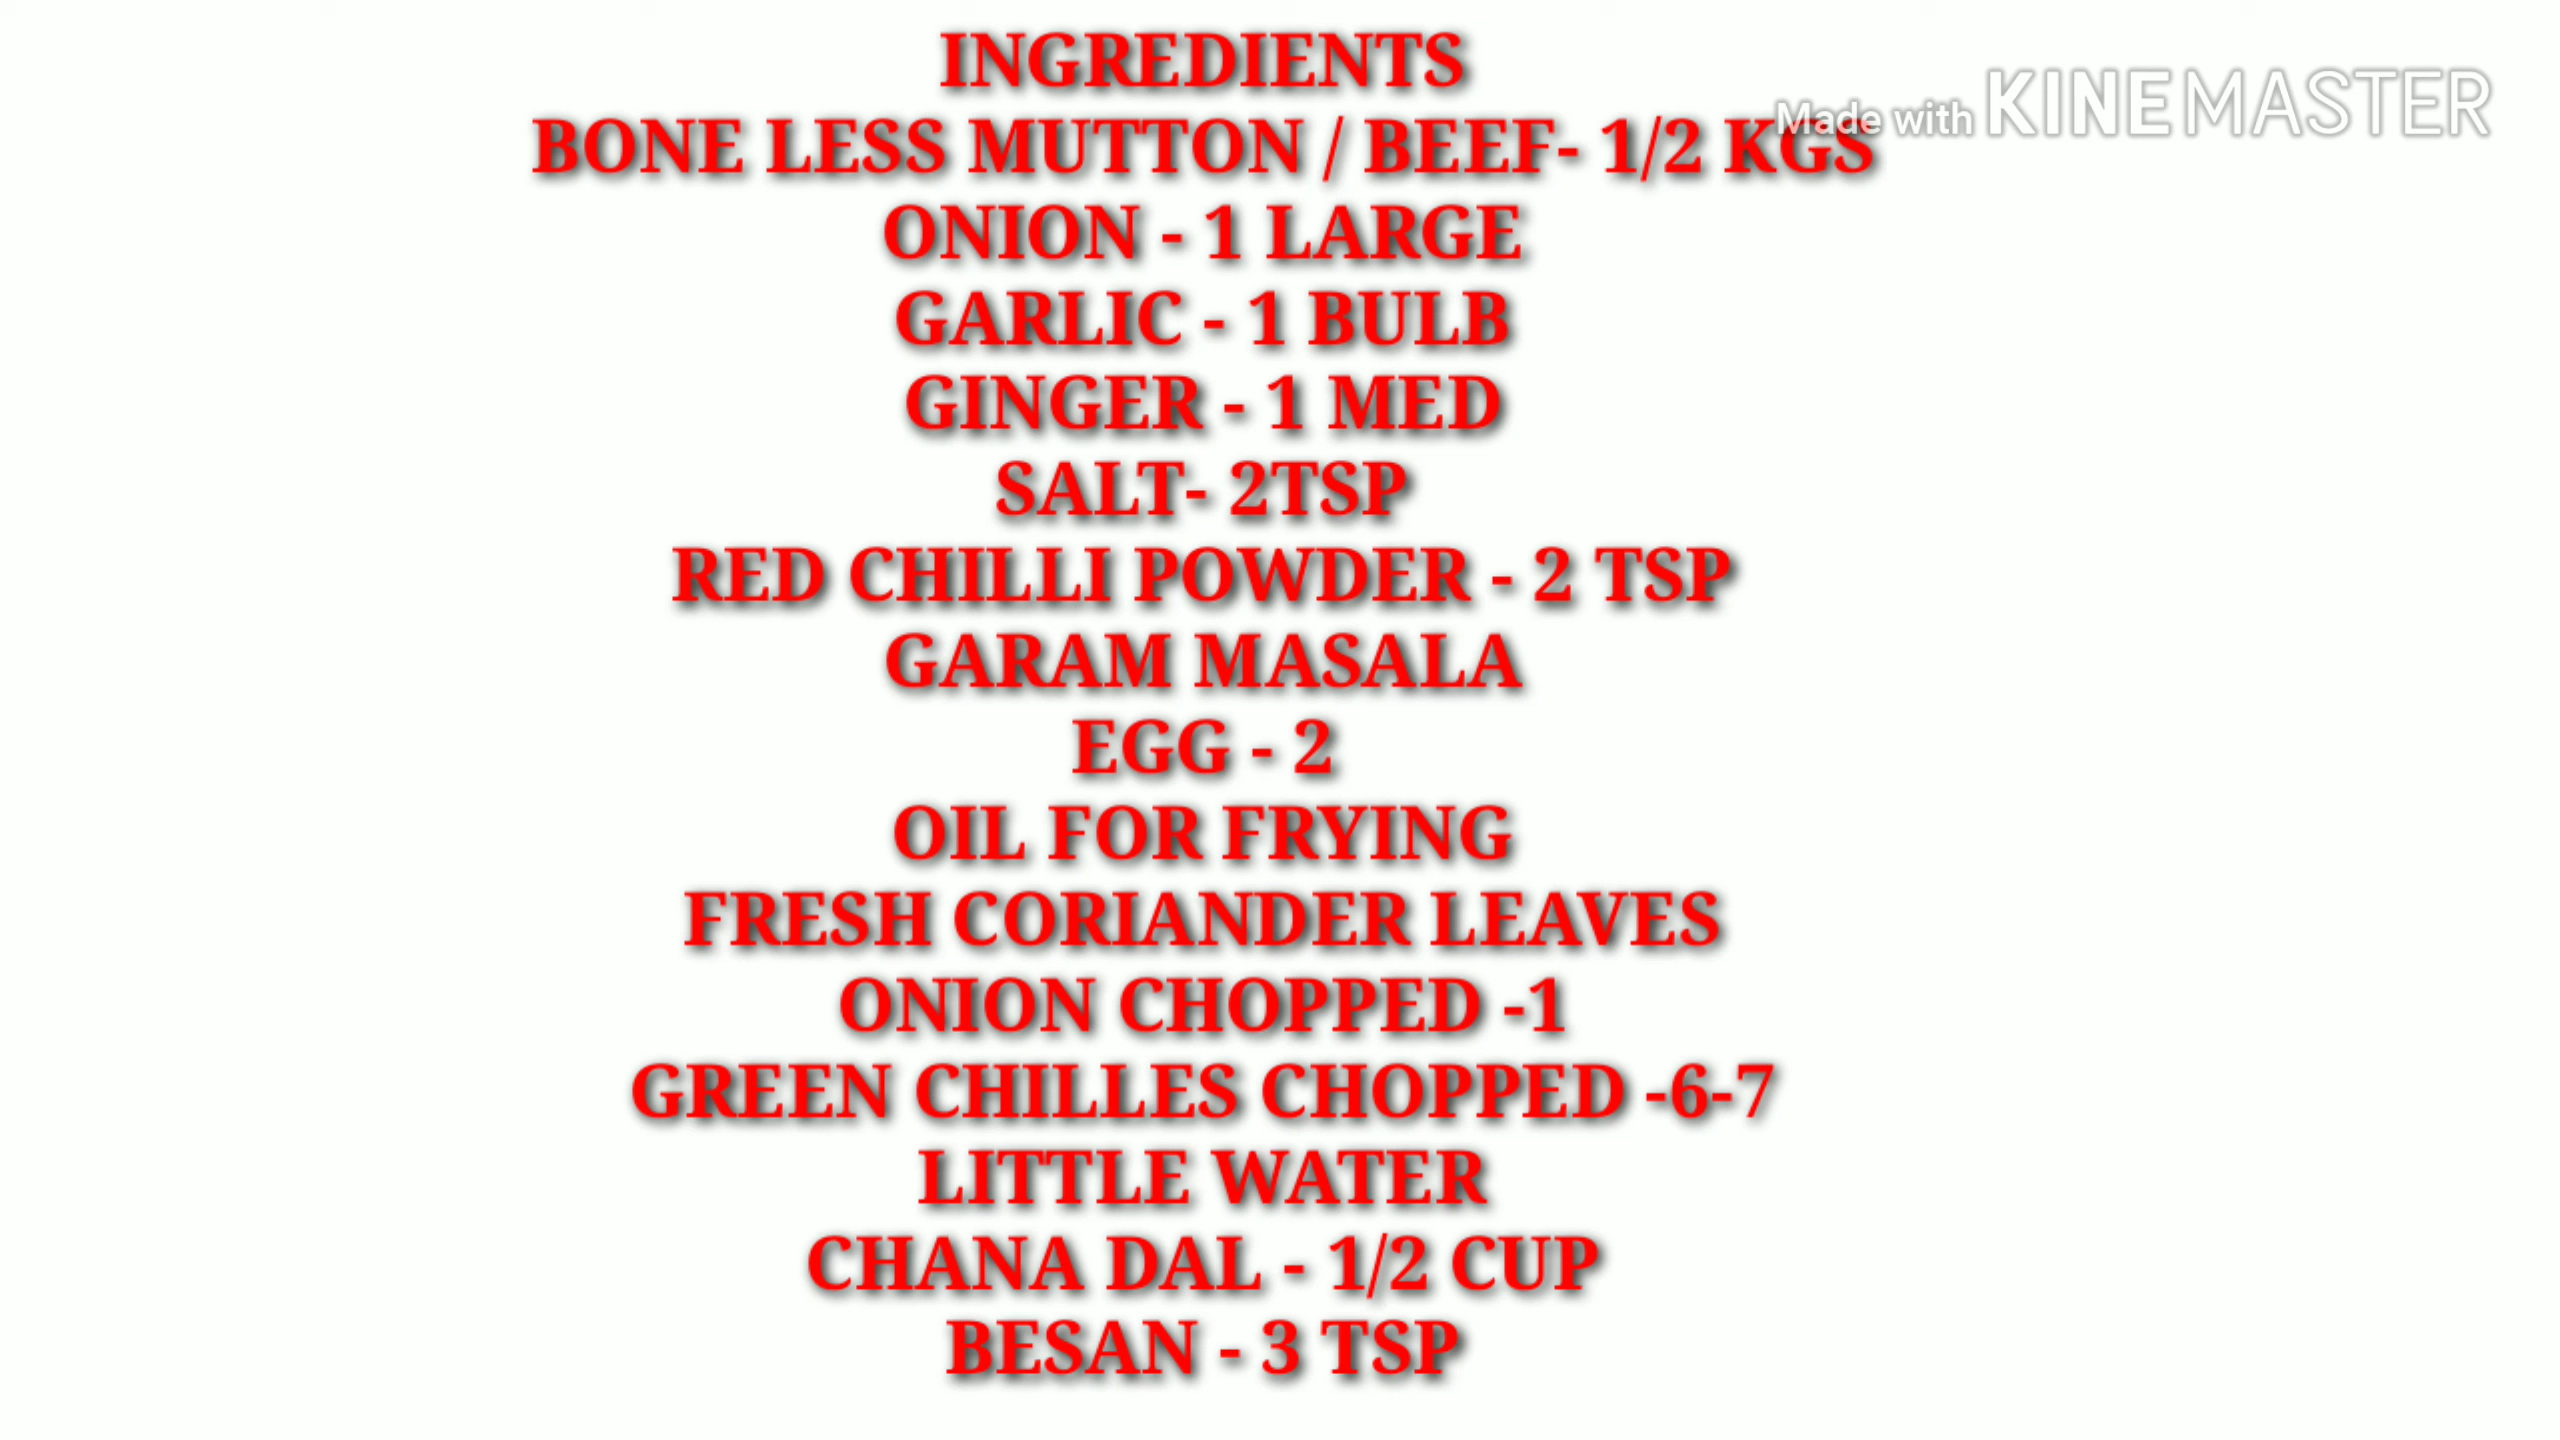 INGREDIENTS
Made with KINEMASTER
BONE LESS MUTTON / BEEF- 1/2 KGS
ONION - 1 LARGE
GARLIC - 1 BULB
GINGER - 1 MED
SALT- 2TSP
RED CHILLI POWDER - 2 TSP
GARAM MASALA
EGG - 2
OIL FOR FRYING
FRESH CORIANDER LEAVES
ONION CHOPPED -1
GREEN CHILLES CHOPPED -6-7
LITTLE WATER
CHANA DAL - 1/2 CUP
BESAN - 3 TSP